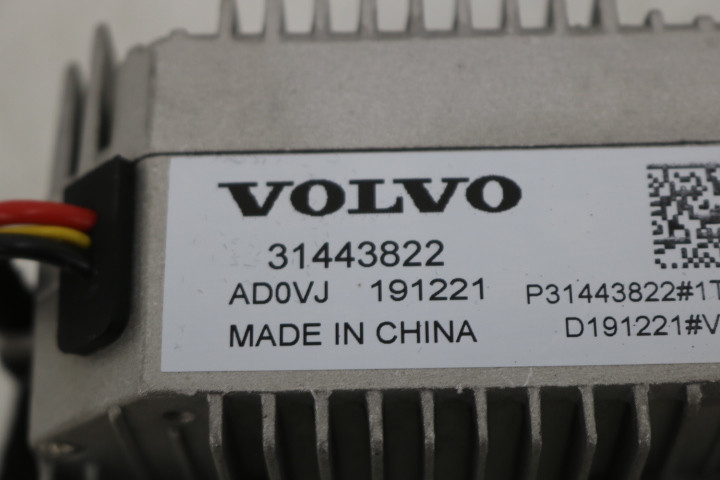 VOLVO
31443822
AD0VJ 191221 P31443822#1T
MADE IN CHINA D191221#V